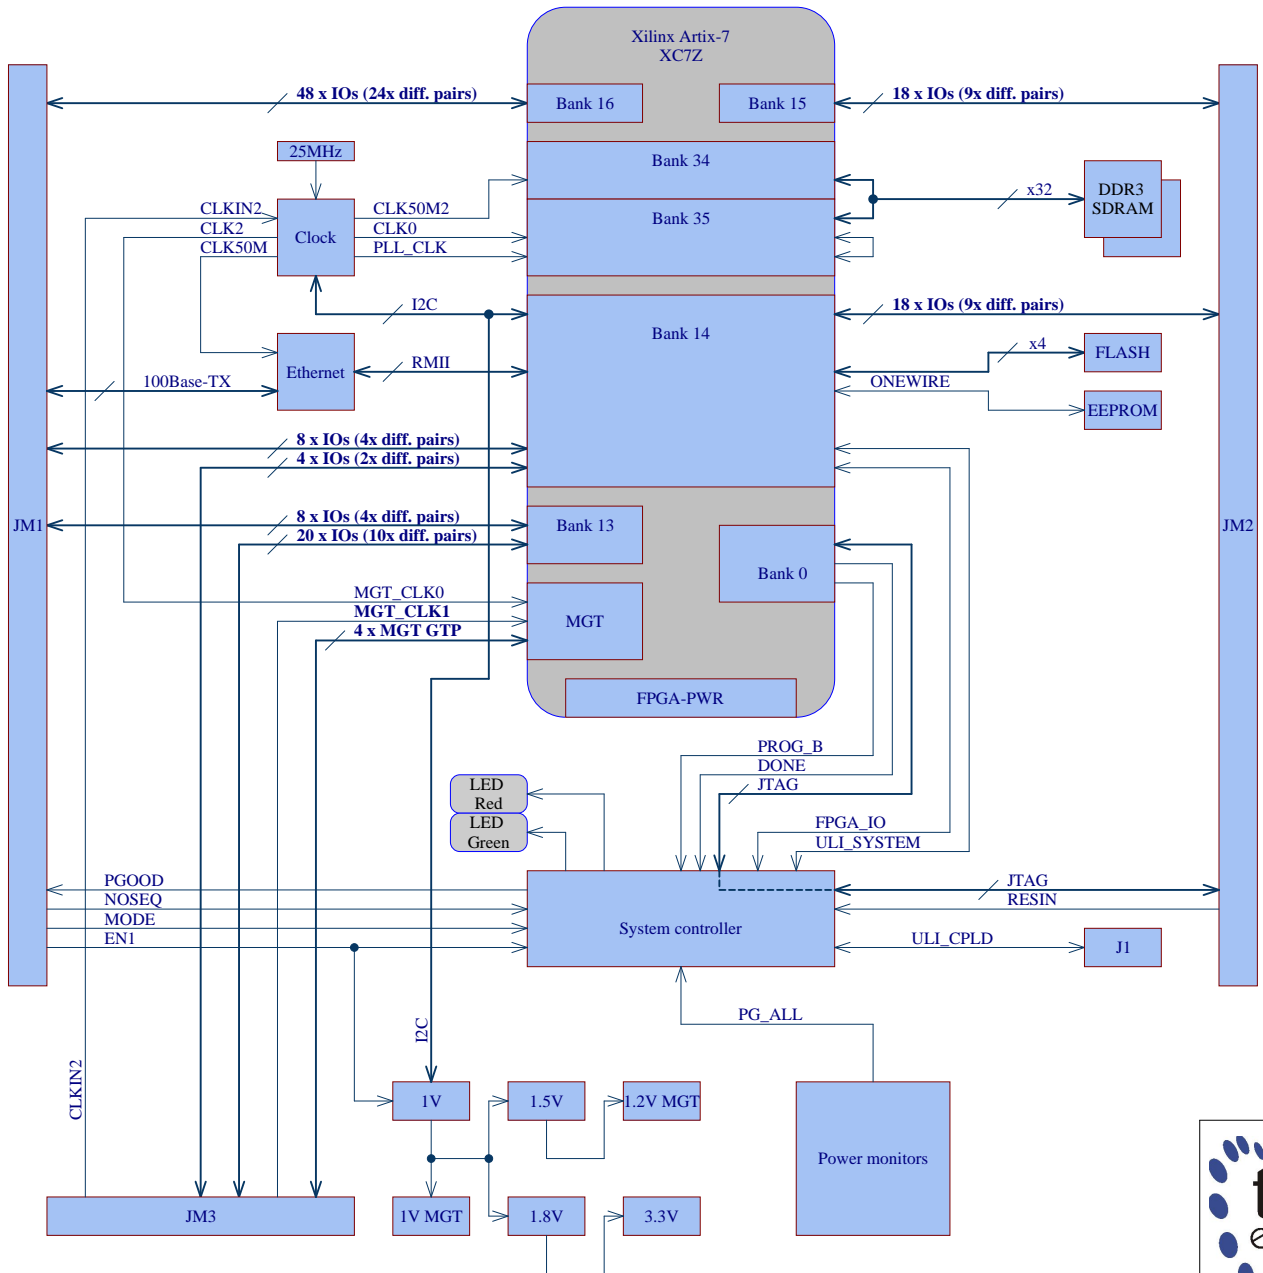 Xilinx Artix-7
XC7Z
48 x IOs (24x diff. pairs)
Bank 16
Bank 15
18 x IOs (9x diff. pairs)
25MHz
Bank 34
x32
DDR3
SDRAM
CLKIN2
CLK50M2
CLK2
Clock
CLK0
Bank 35
CLK50M
PLL_CLK
I2C
18 x IOs (9x diff. pairs)
Bank 14
x4
FLASH
Ethernet
RMII
100Base-TX
ONEWIRE
EEPROM
8 x IOs (4x diff. pairs)
4 x IOs (2x diff. pairs)
JM1
8 x IOs (4x diff. pairs)
Bank 13
JM2
20 x IOs (10x diff. pairs)
Bank 0
MGT_CLK0
MGT_CLK1
MGT
4 x MGT GTP
FPGA-PWR
PROG_B
DONE
JTAG
LED
Red
LED
Green
FPGA_IO
ULI_SYSTEM
PGOOD
NOSEQ
MODE
EN1
System controller
JTAG
RESIN
ULI_CPLD
J1
PG_ALL
I2C
CLKIN2
1V
1.5V
1.2V MGT
Power monitors
JM3
1V MGT
1.8V
3.3V